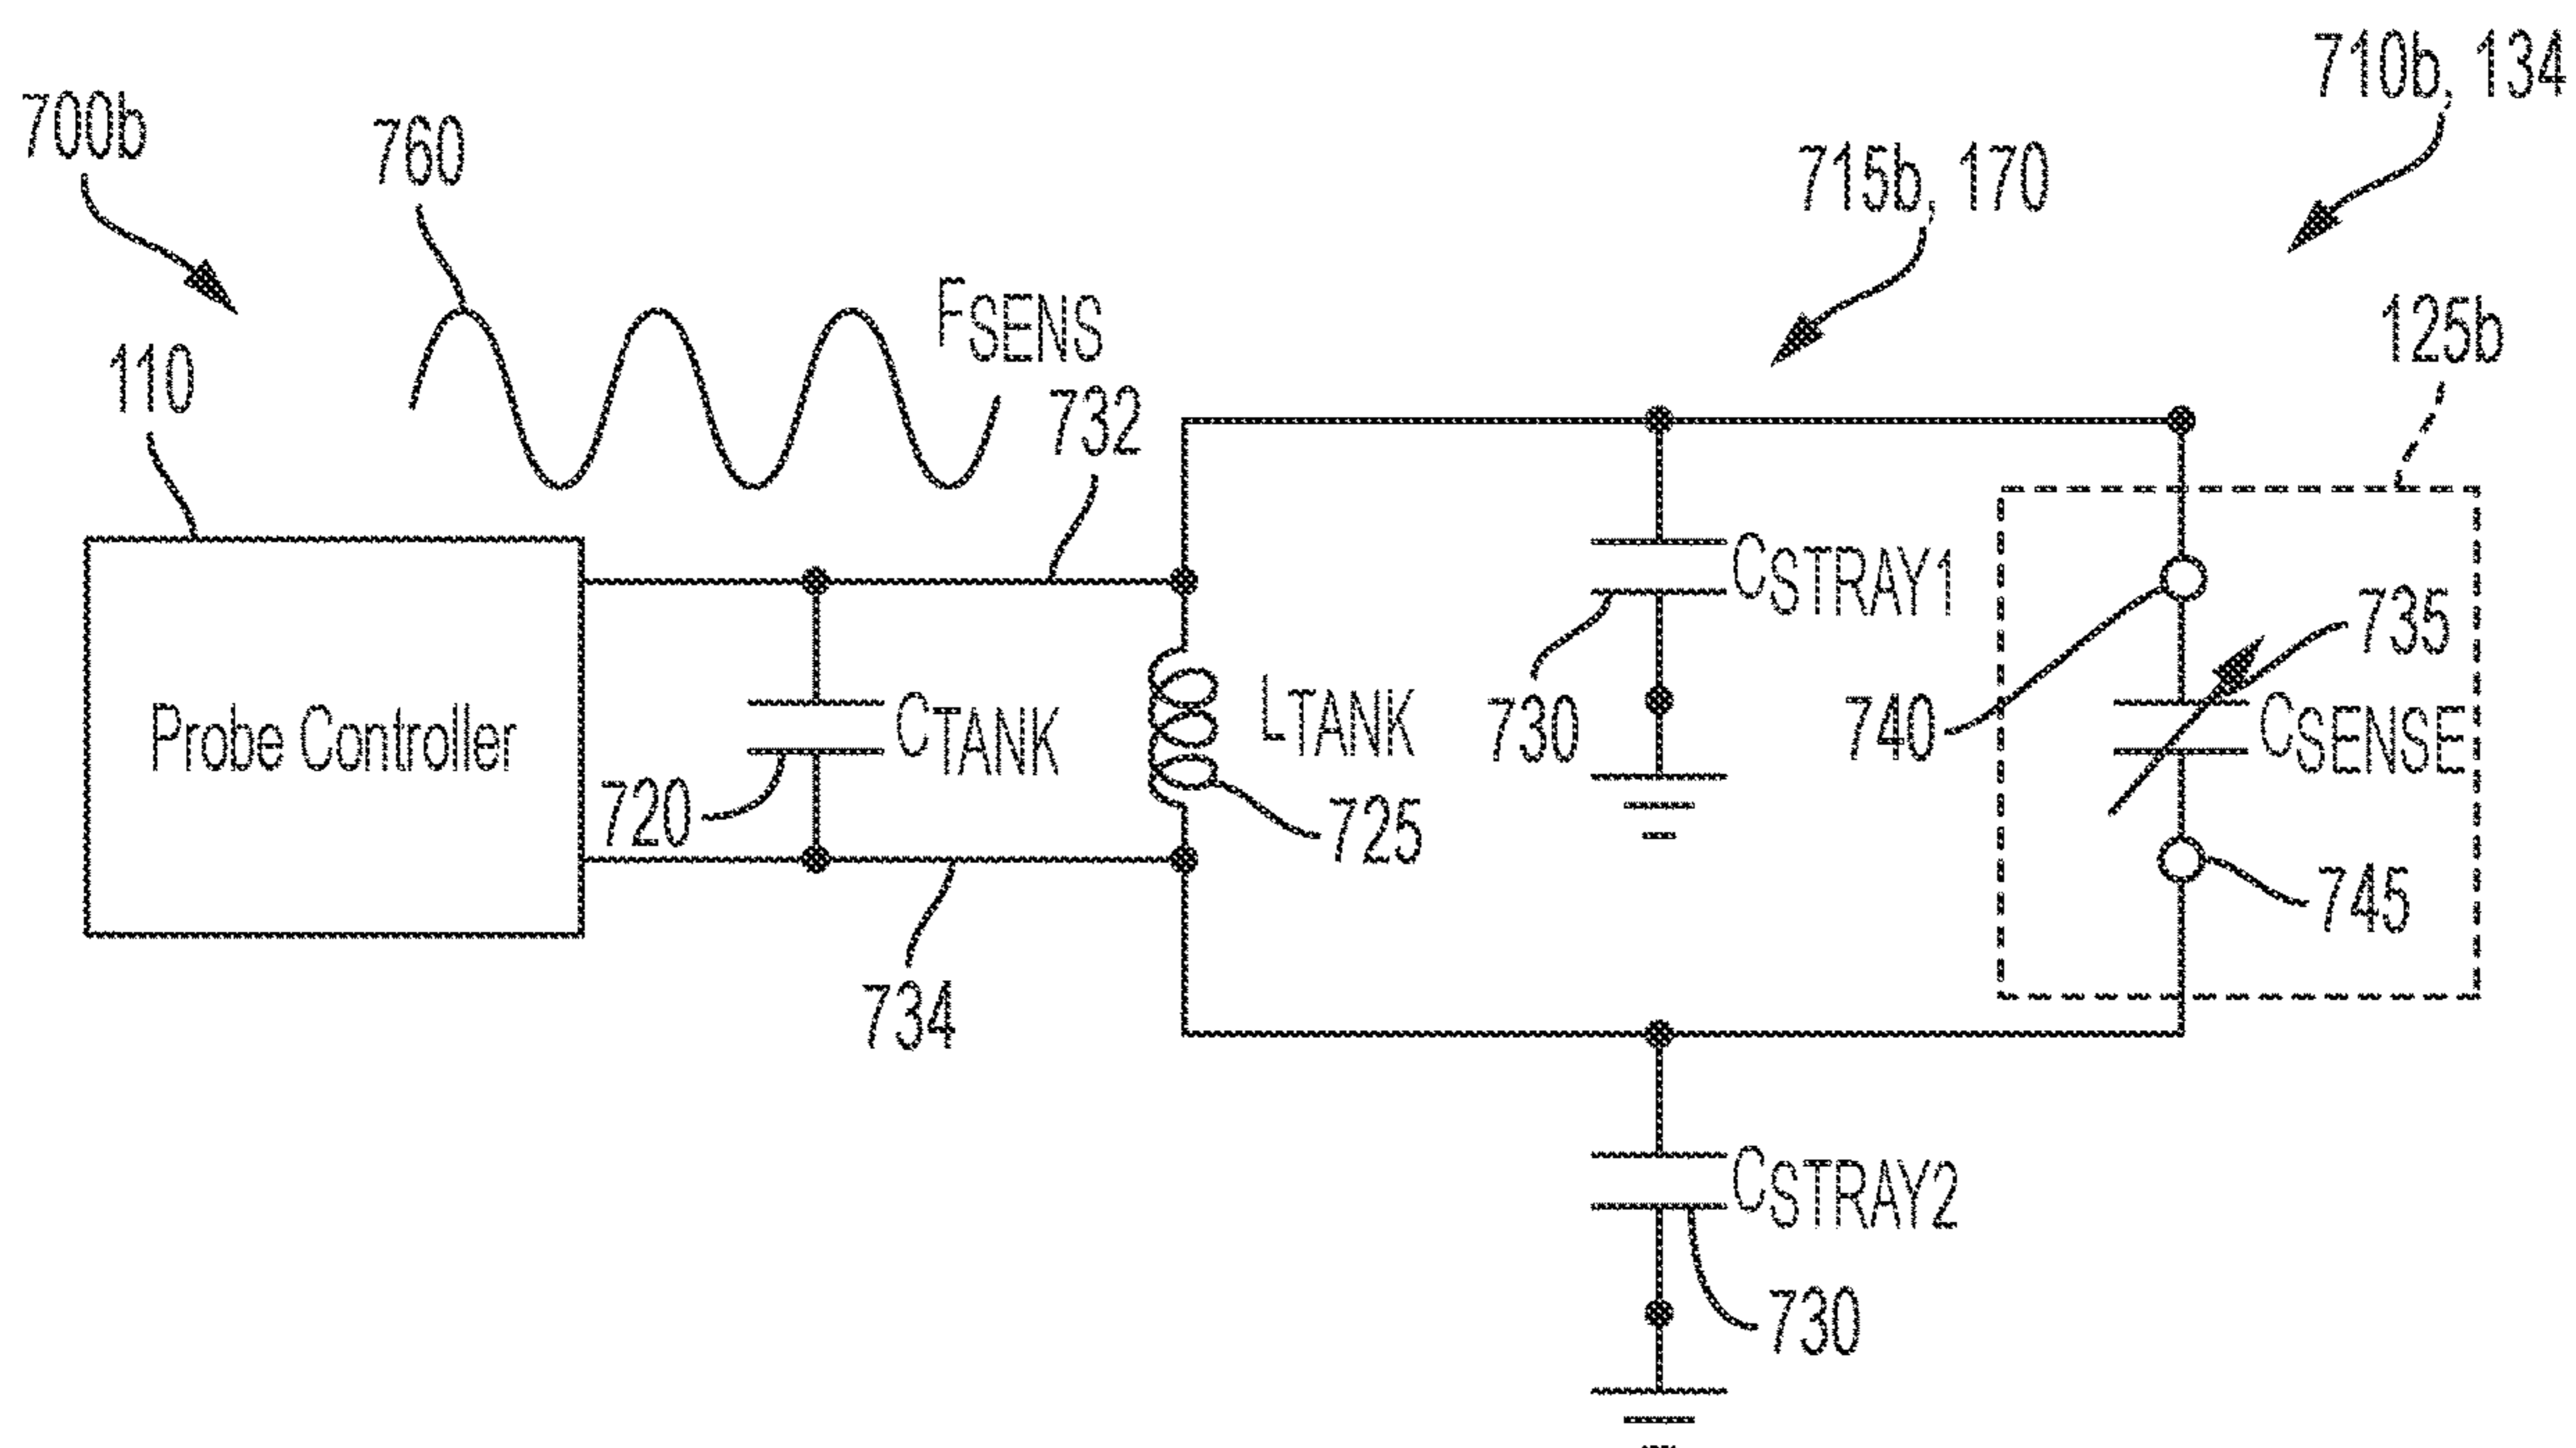 710b, 134
700b
760
715b, 170
FSENS
125b
110
732
CSTRAY1
735
Probe Controller
CTANK
LTANK
730
740
CSENSE
720
725
745
734
CSTRAY2
730